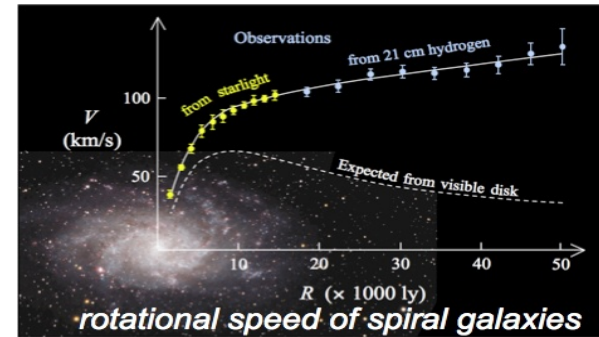 Observations
from 21 cm hydrogen
from starlight
100
V
(km/s)
50
Expected from visible disk
10
20
30
40
50
R (× 1000 ly)
rotational speed of spiral galaxies